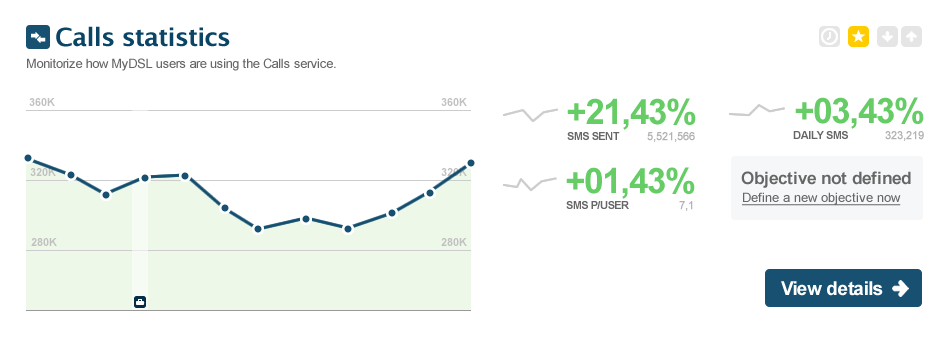 Calls statistics
Monitorize how MyDSL users are using the Calls service.
360K
360K
320K
320K
280K
280K
+21,43%
SMS SENT 5,521,566
+03,43%
DAILY SMS 323,219
+01,43%
SMS P/USER 7,1
Objective not defined
Define a new objective now
View details